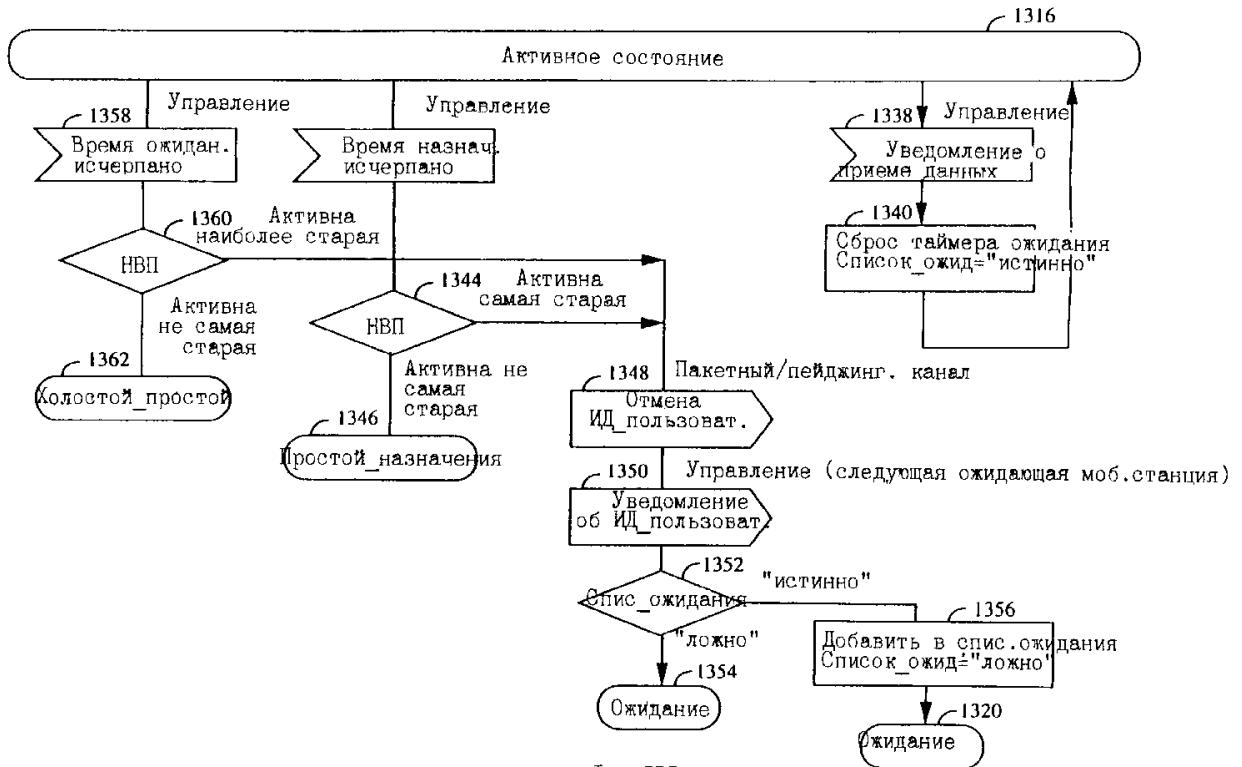 1316
Активное состояние
Управление
1358
Время ожидан.
исчерпано
Управление
Время назнач.
исчерпано
Управление
1338
Уведомление о
приеме данных
1360
Активна
наиболее старая
НВП
1340
Сброс таймера ожидания
Список_ожид="истинно"
1344
Активна
самая старая
НВП
Активна
не самая
старая
1362
Холостой_простой
Активна не
самая
старая
1346
Простой_назначения
Пакетный/пейджинг. канал
1348
Отмена
ИД_пользоват.
1350
Управление (следующая ожидающая моб.станция)
Уведомление
об ИД_пользоват.
1352
Спис_ожидания
"истинно"
"ложно"
1356
Добавить в спис.ожидания
Список_ожид="ложно"
1354
Ожидание
1320
Ожидание